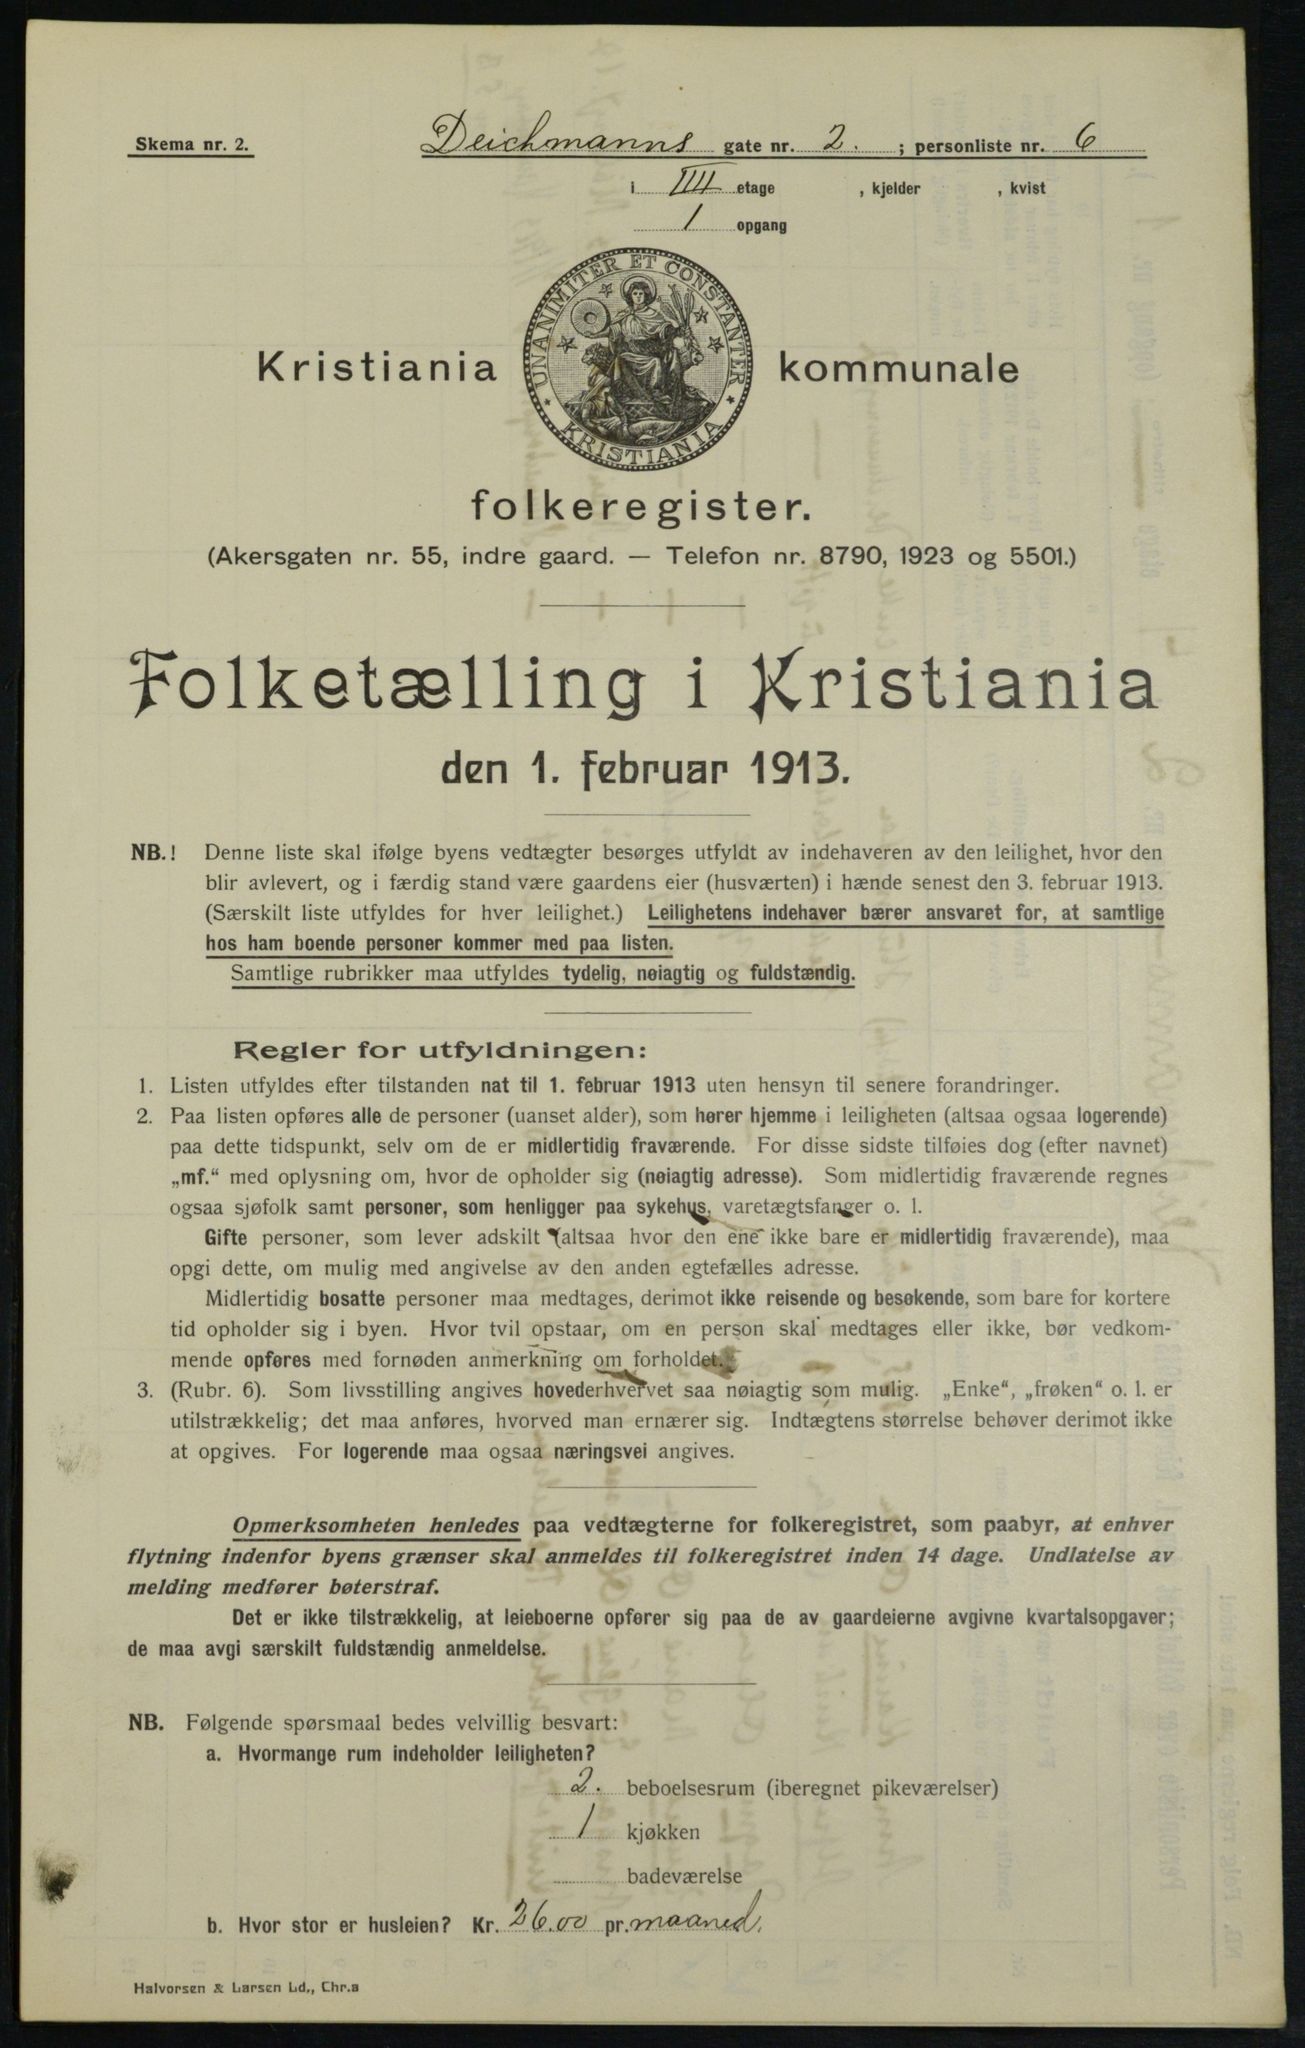 Skema nr. 2.
Deichmanns gate nr. 2. ; personliste nr. 6
i IIII etage , kjelder , kvist
1 opgang
UNANIMITER ET CONSTANTER
KRISTIANIA
Kristiania kommunale
folkeregister.
(Akersgaten nr. 55, indre gaard. — Telefon nr. 8790, 1923 og 5501.)
Folketælling i Kristiania
den 1. februar 1913.
NB.! Denne liste skal ifølge byens vedtægter besørges utfyldt av indehaveren av den leilighet, hvor den
blir avlevert, og i færdig stand være gaardens eier (husværten) i hænde senest den 3. februar 1913.
(Særskilt liste utfyldes for hver leilighet.) Leilighetens indehaver bærer ansvaret for, at samtlige
hos ham boende personer kommer med paa listen.
Samtlige rubrikker maa utfyldes tydelig, nøiagtig og fuldstændig.
Regler for utfyldningen:
1. Listen utfyldes efter tilstanden nat til 1. februar 1913 uten hensyn til senere forandringer.
2. Paa listen opføres alle de personer (uanset alder), som hører hjemme i leiligheten (altsaa ogsaa logerende)
paa dette tidspunkt, selv om de er midlertidig fraværende. For disse sidste tilføies dog (efter navnet)
„mf.“ med oplysning om, hvor de opholder sig (nøiagtig adresse). Som midlertidig fraværende regnes
ogsaa sjøfolk samt personer, som henligger paa sykehus, varetægtsfanger o. l.
Gifte personer, som lever adskilt (altsaa hvor den ene ikke bare er midlertidig fraværende), maa
opgi dette, om mulig med angivelse av den anden egtefælles adresse.
Midlertidig bosatte personer maa medtages, derimot ikke reisende og besøkende, som bare for kortere
tid opholder sig i byen. Hvor tvil opstaar, om en person skal medtages eller ikke, bør vedkom-
mende opføres med fornøden anmerkning om forholdet.
3. (Rubr. 6). Som livsstilling angives hovederhvervet saa nøiagtig som mulig. „Enke“, „frøken“ o. l. er
utilstrækkelig; det maa anføres, hvorved man ernærer sig. Indtægtens størrelse behøver derimot ikke
at opgives. For logerende maa ogsaa næringsvei angives.
Opmerksomheten henledes paa vedtægterne for folkeregistret, som paabyr, at enhver
flytning indenfor byens grænser skal anmeldes til folkeregistret inden 14 dage. Undlatelse av
melding medfører bøterstraf.
Det er ikke tilstrækkelig, at leieboerne opfører sig paa de av gaardeierne avgivne kvartalsopgaver;
de maa avgi særskilt fuldstændig anmeldelse.
NB. Følgende spørsmaal bedes velvillig besvart:
a. Hvormange rum indeholder leiligheten?
2. beboelsesrum (iberegnet pikeværelser)
1 kjøkken
badeværelse
b. Hvor stor er husleien? Kr. 26.00 pr. maaned.
Halvorsen & Larsen Ld., Chr.a